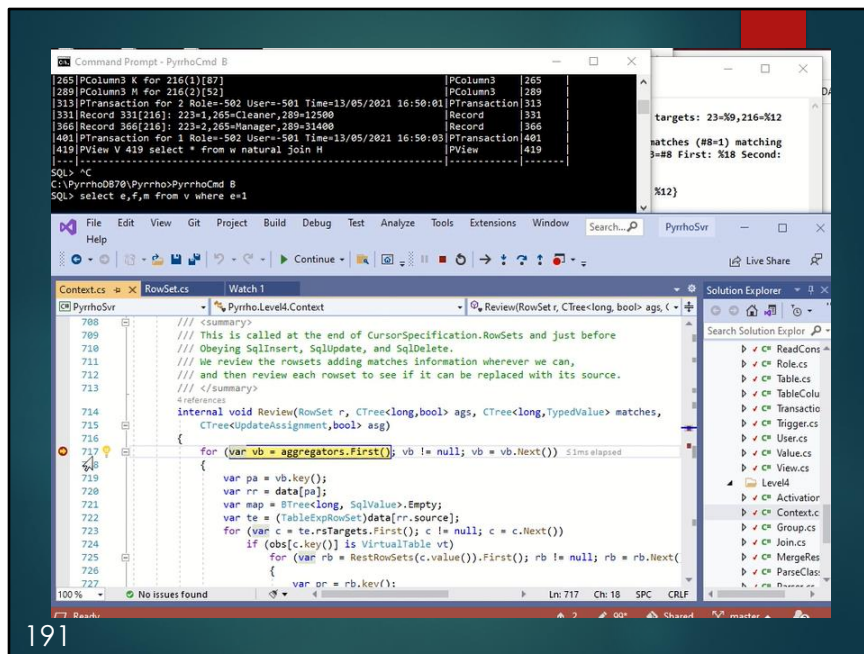 Command Prompt - PyrrhoCmd B
|265|PColumn3 K for 216(1)[87] |PColumn3 |265 |
|289|PColumn3 M for 216(2)[52] |PColumn3 |289 |
|313|PTransaction for 2 Role=-502 User=-501 Time=13/05/2021 16:50:01|PTransaction|313 |
|331|Record 331[216]: 223=1,265=Cleaner,289=12500 |Record |331 |
|366|Record 366[216]: 223=2,265=Manager,289=31400 |Record |366 |
|401|PTransaction for 1 Role=-502 User=-501 Time=13/05/2021 16:50:03|PTransaction|401 |
|419|PView V 419 select * from w natural join H |PView |419 |
|---|---|---|---|
SQL> ^C
C:\PyrrhoDB70\Pyrrho>PyrrhoCmd B
SQL> select e,f,m from v where e=1
targets: 23=%9,216=%12
matches (#8=1) matching
3=#8 First: %18 Second:
%12}
File Edit View Git Project Build Debug Test Analyze Tools Extensions Window Search... PyrrhoSvr
Help
Continue Live Share
Context.cs RowSet.cs Watch 1
PyrrhoSvr Pyrrho.Level4.Context Review(RowSet r, CTree<long, bool> ags, (
708 /// <summary>
709 /// This is called at the end of CursorSpecification.RowSets and just before
710 /// Obeying SqlInsert, SqlUpdate, and SqlDelete.
711 /// We review the rowsets adding matches information wherever we can,
712 /// and then review each rowset to see if it can be replaced with its source.
713 /// </summary>
4 references
714 internal void Review(RowSet r, CTree<long,bool> ags, CTree<long,TypedValue> matches,
715 CTree<UpdateAssignment,bool> asg)
716 {
717 for (var vb = aggregators.First(); vb != null; vb = vb.Next()) ≤1ms elapsed
{
719 var pa = vb.key();
720 var rr = data[pa];
721 var map = BTree<long, SqlValue>.Empty;
722 var te = (TableExpRowSet)data[rr.source];
723 for (var c = te.rsTargets.First(); c != null; c = c.Next())
724 if (obs[c.key()] is VirtualTable vt)
725 for (var rb = RestRowSets(c.value()).First(); rb != null; rb = rb.Next(
726 {
727 var pr = rb.key();
100 % No issues found Ln: 717 Ch: 18 SPC CRLF
Solution Explorer
Search Solution Explor
C# ReadCons
C# Role.cs
C# Table.cs
C# TableColu
C# Transactio
C# Trigger.cs
C# User.cs
C# Value.cs
C# View.cs
Level4
C# Activation
C# Context.c
C# Group.cs
C# Join.cs
C# MergeRes
C# ParseClas
Ready 2 99+ Shared master
191